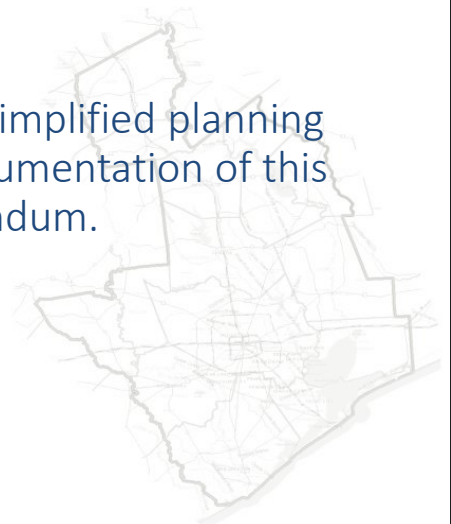 implified planning
umentation of this
ndum.